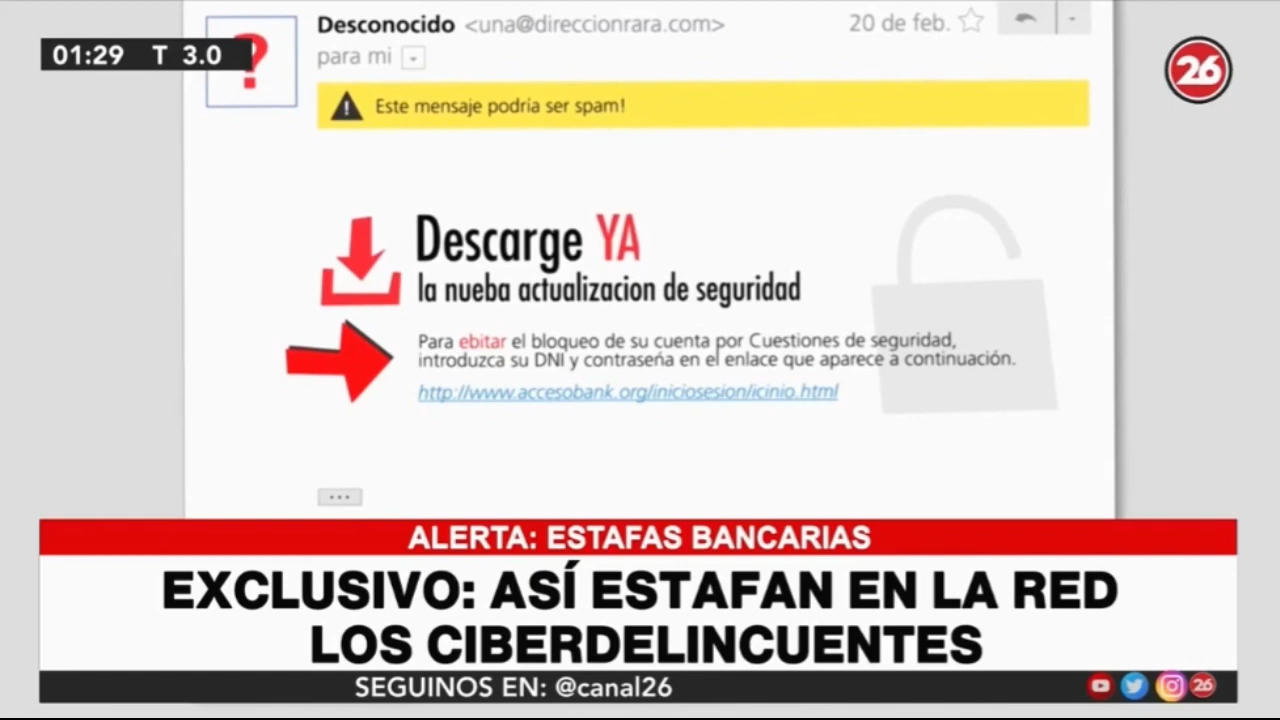 Desconocido <una@direccionrara.com> 20 de feb.
01:29 T 3.0
?
para mi
26
! Este mensaje podria ser spam!
Descarge YA
la nueba actualizacion de seguridad
Para ebitar el bloqueo de su cuenta por Cuestiones de seguridad,
introduzca su DNI y contraseńa en el enlace que aparece a continuación.
http://www.accesobank.org/iniciosesion/icinio.html
...
ALERTA: ESTAFAS BANCARIAS
EXCLUSIVO: ASÍ ESTAFAN EN LA RED
LOS CIBERDELINCUENTES
SEGUINOS EN: @canal26
26